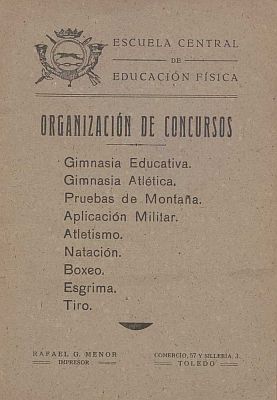 ESCUELA CENTRAL
DE
EDUCACIÓN FÍSICA
ORGANIZACIÓN DE CONCURSOS
Gimnasia Educativa.
Gimnasia Atlética.
Pruebas de Montaña.
Aplicación Militar.
Atletismo.
Natación.
Boxeo.
Esgrima.
Tiro.
RAFAEL G. MENOR
IMPRESOR
COMERCIO, 57 Y SILLERÍA, 3.
TOLEDO